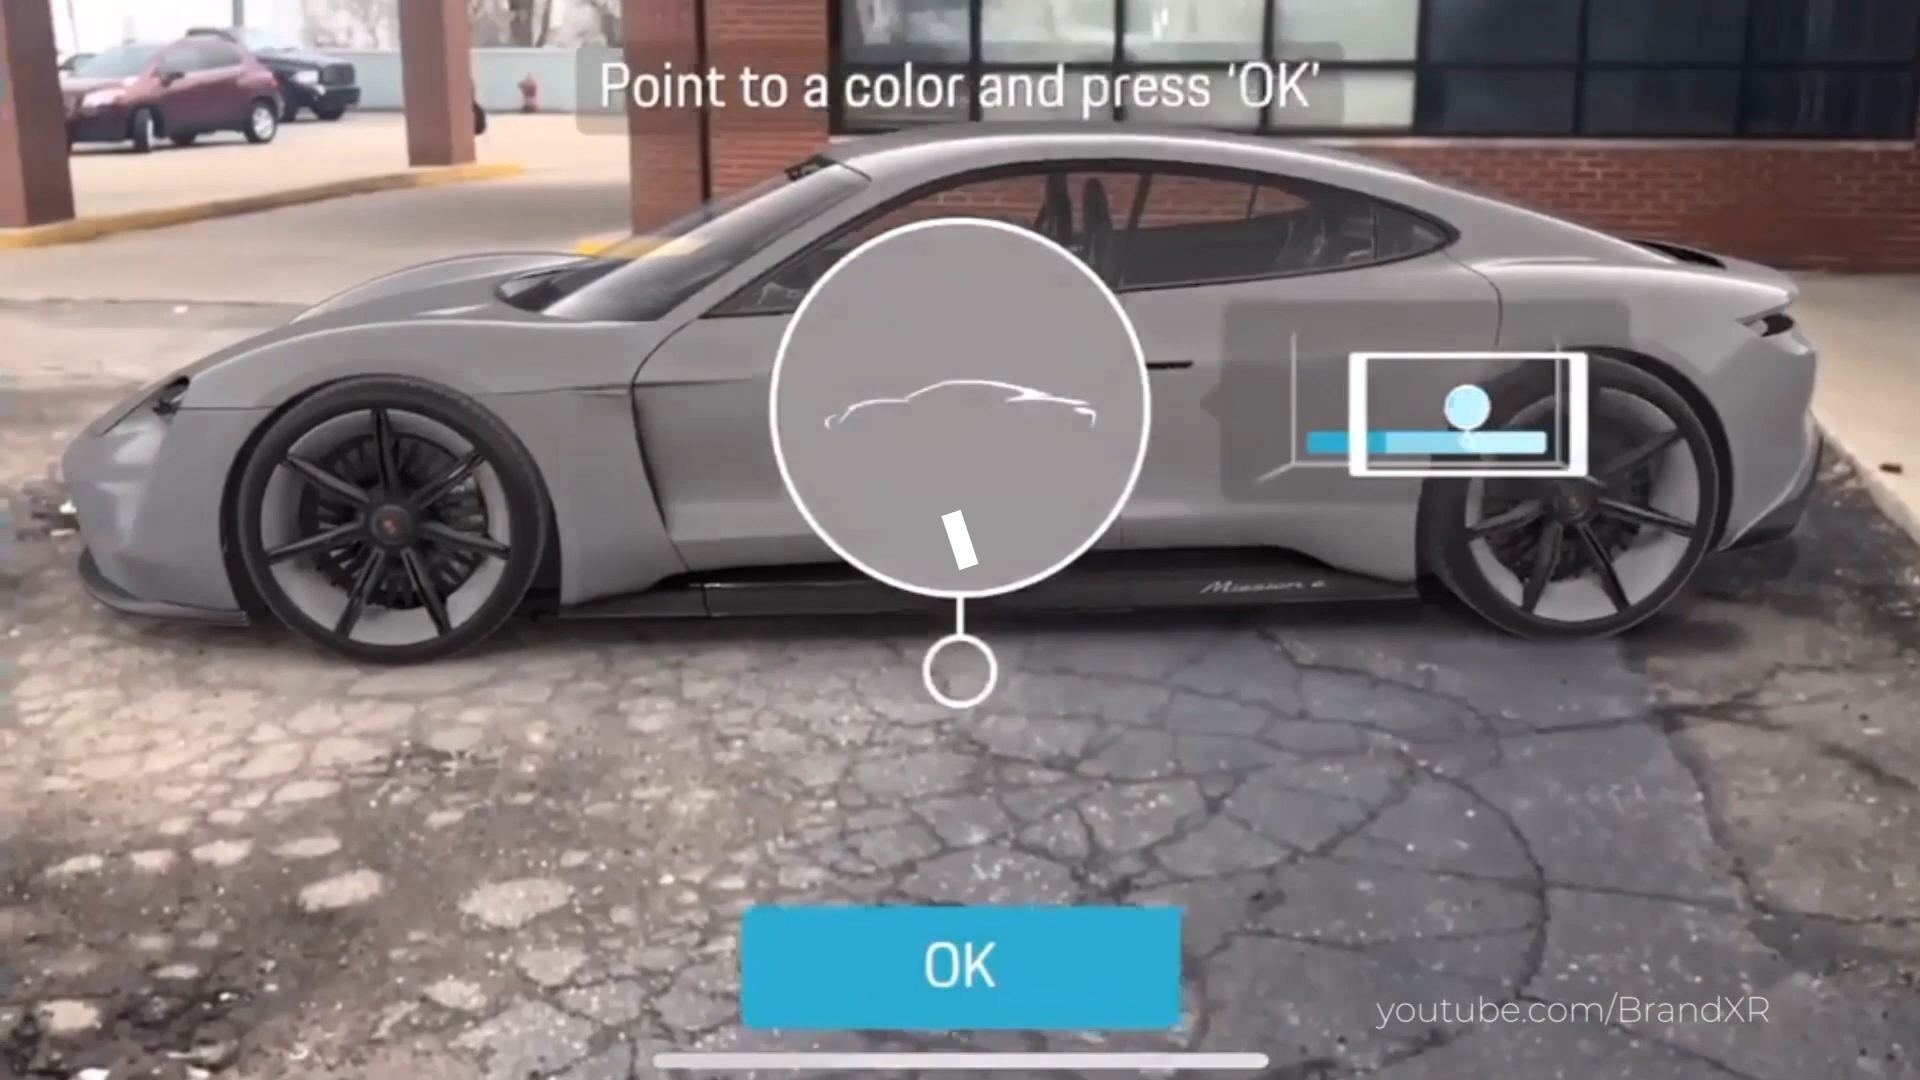 Point to a color and press ‘OK’
Mission e
OK
youtube.com/BrandXR